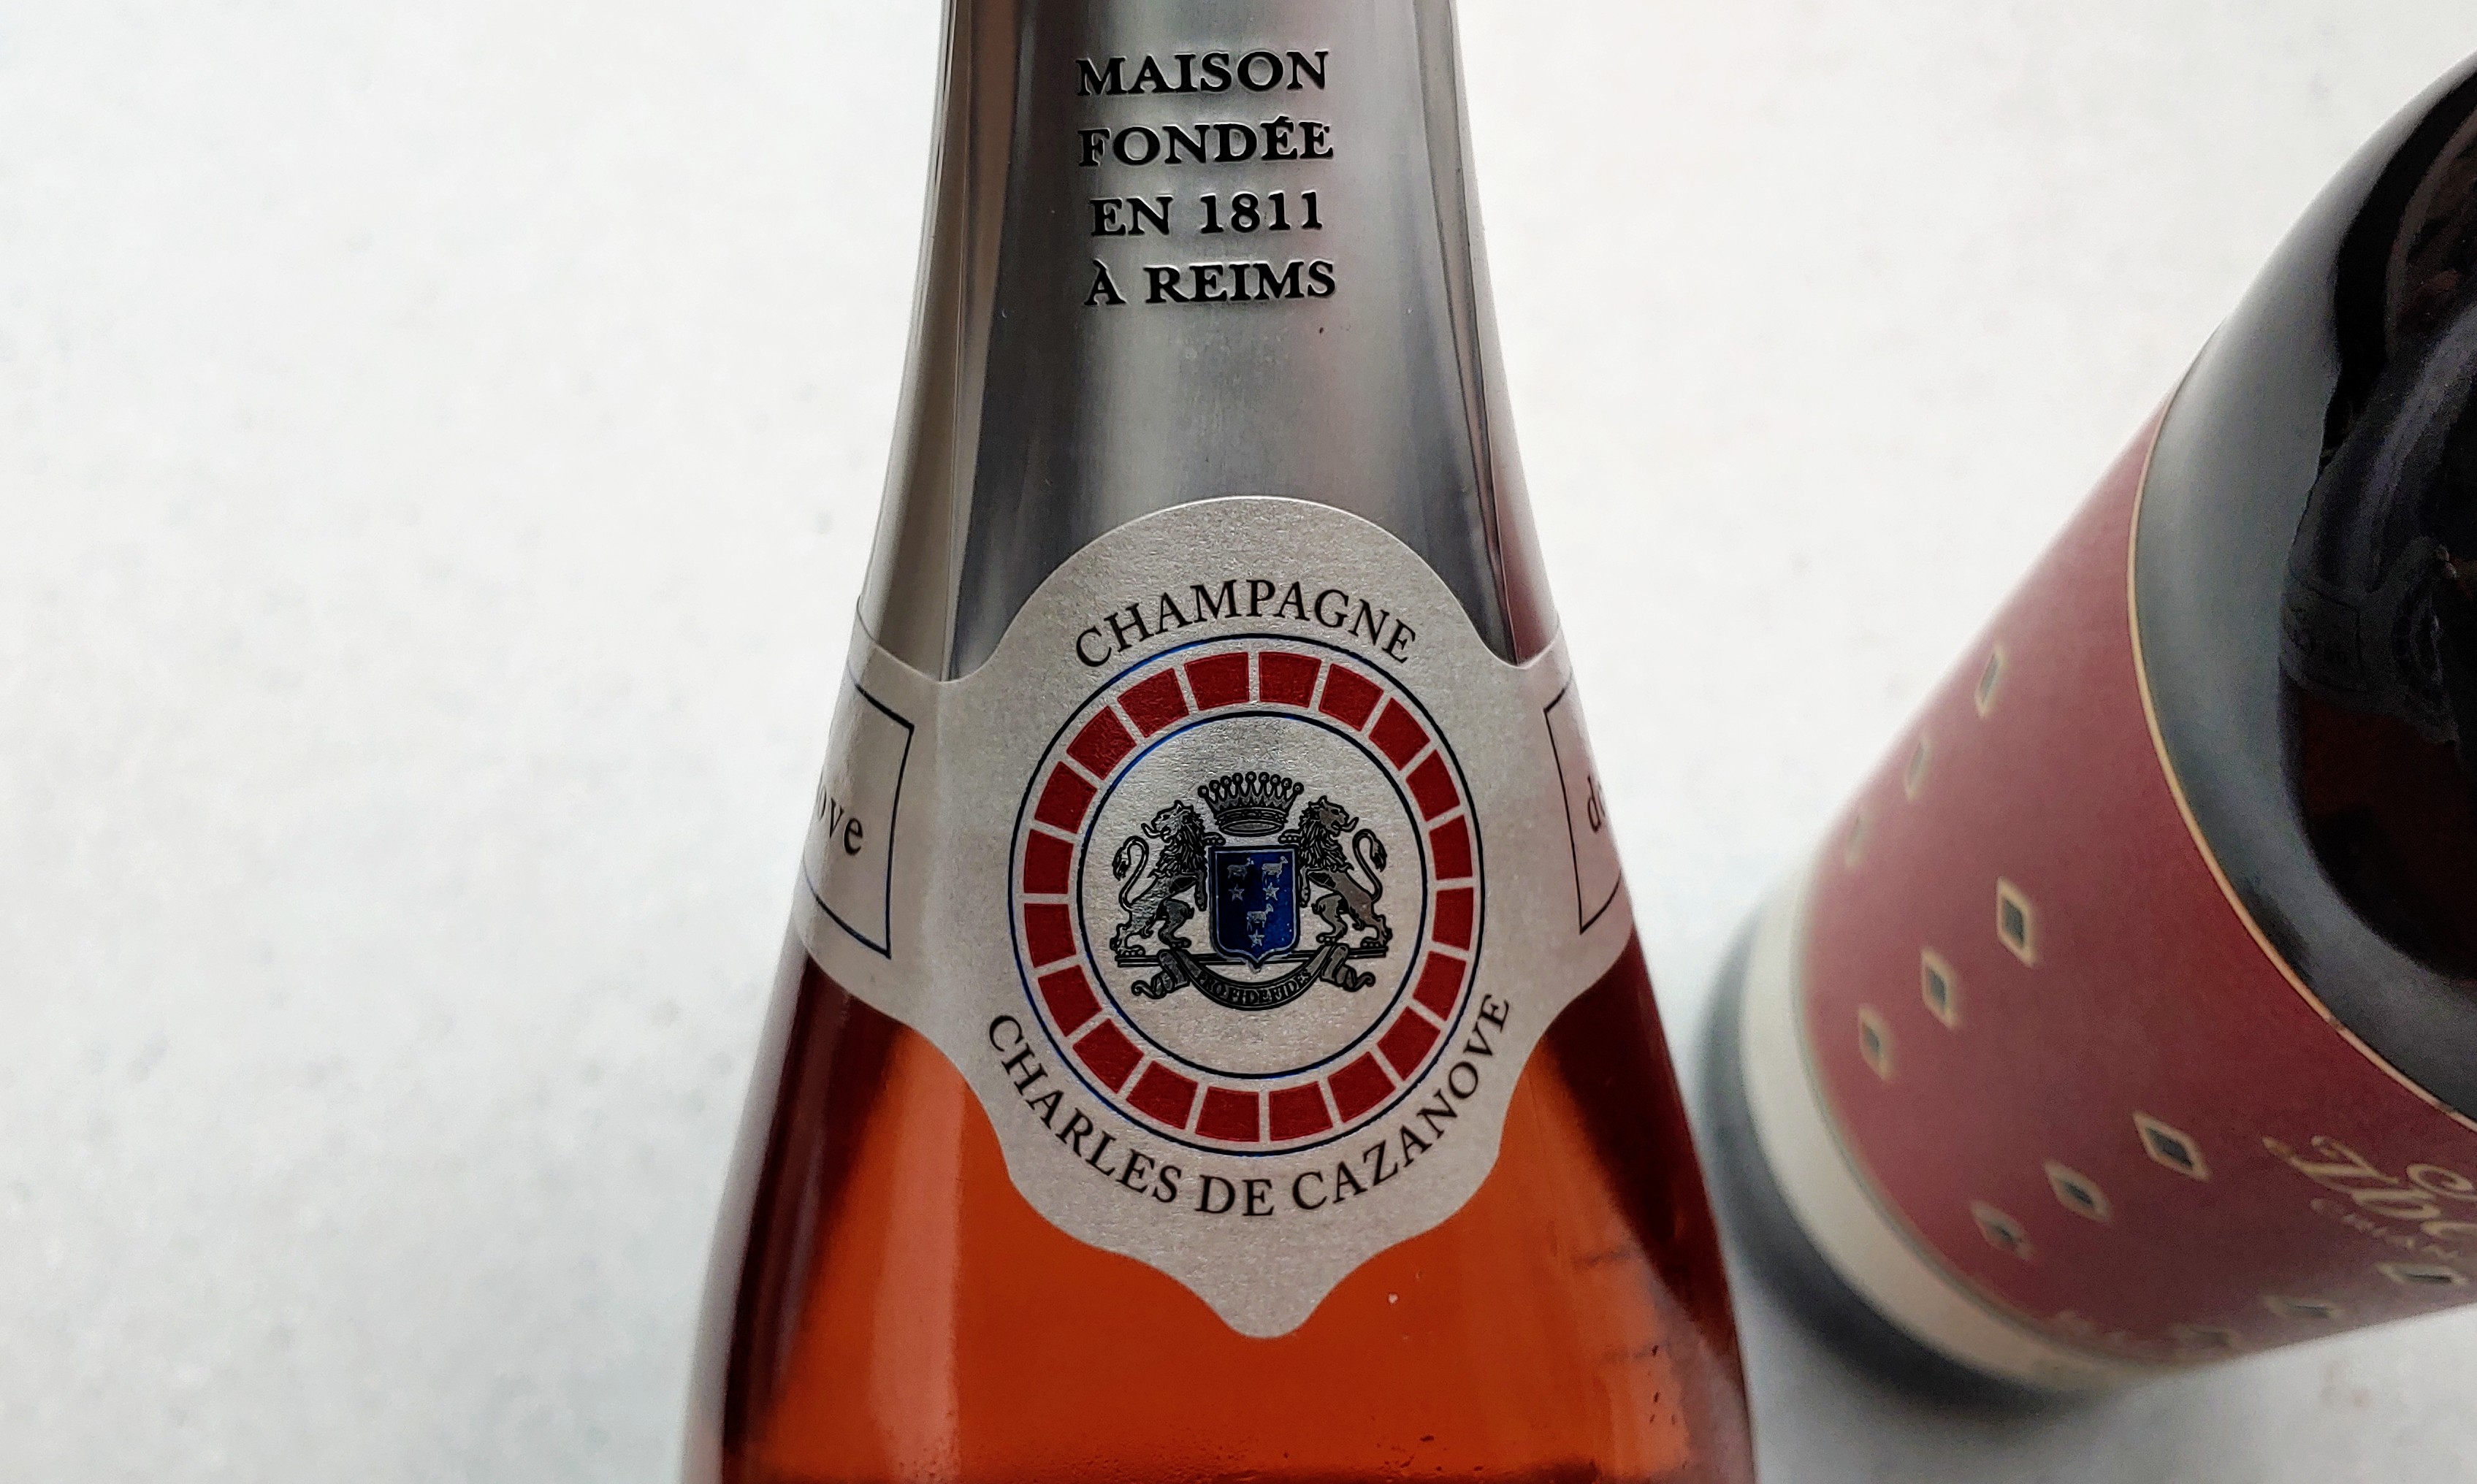 MAISON
FONDÉE
EN 1811
À REIMS
CHAMPAGNE
CHARLES DE CAZANOVE